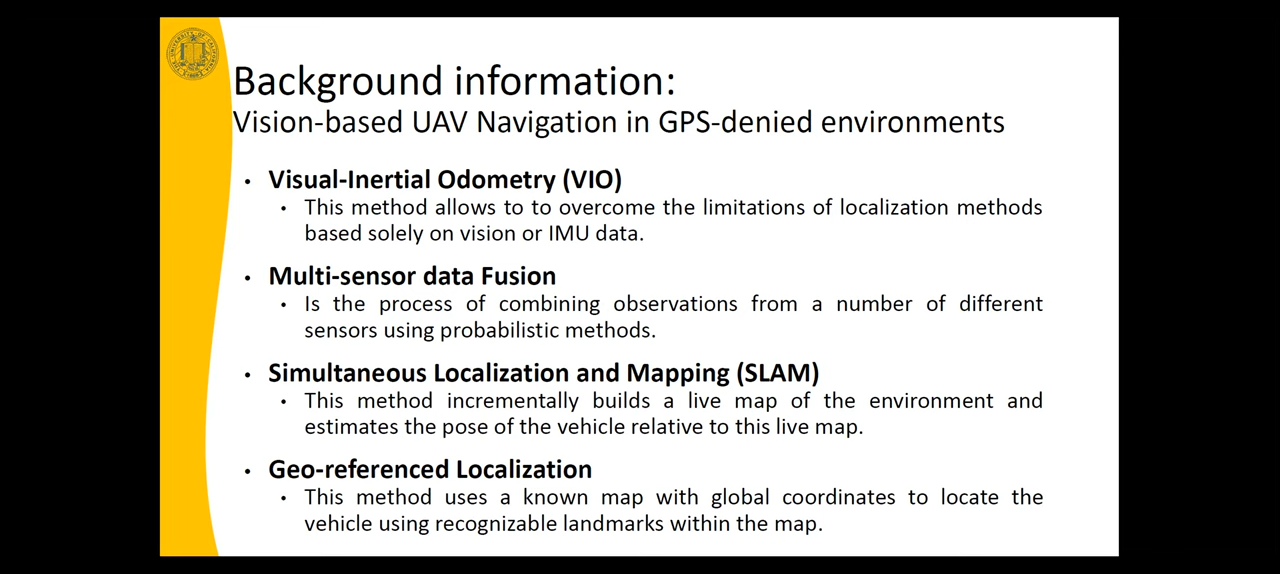 Background information:
Vision-based UAV Navigation in GPS-denied environments
• Visual-Inertial Odometry (VIO)
• This method allows to to overcome the limitations of localization methods
based solely on vision or IMU data.
• Multi-sensor data Fusion
• Is the process of combining observations from a number of different
sensors using probabilistic methods.
• Simultaneous Localization and Mapping (SLAM)
• This method incrementally builds a live map of the environment and
estimates the pose of the vehicle relative to this live map.
• Geo-referenced Localization
• This method uses a known map with global coordinates to locate the
vehicle using recognizable landmarks within the map.